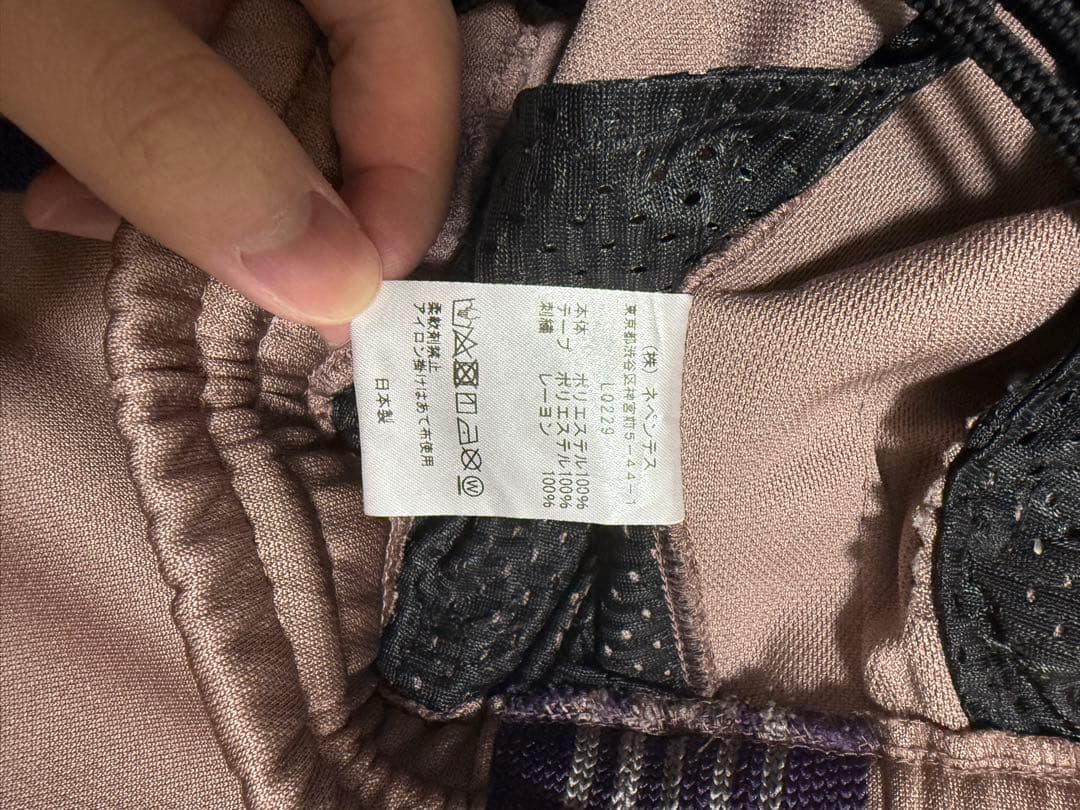 (株) ネペンテス
東京都渋谷区神宮前5-44-1
LQ229
本体 ポリエステル100%
テープ ポリエステル100%
刺繍 レーヨン 100%
W
柔軟剤禁止
アイロン掛けはあて布使用
日本製